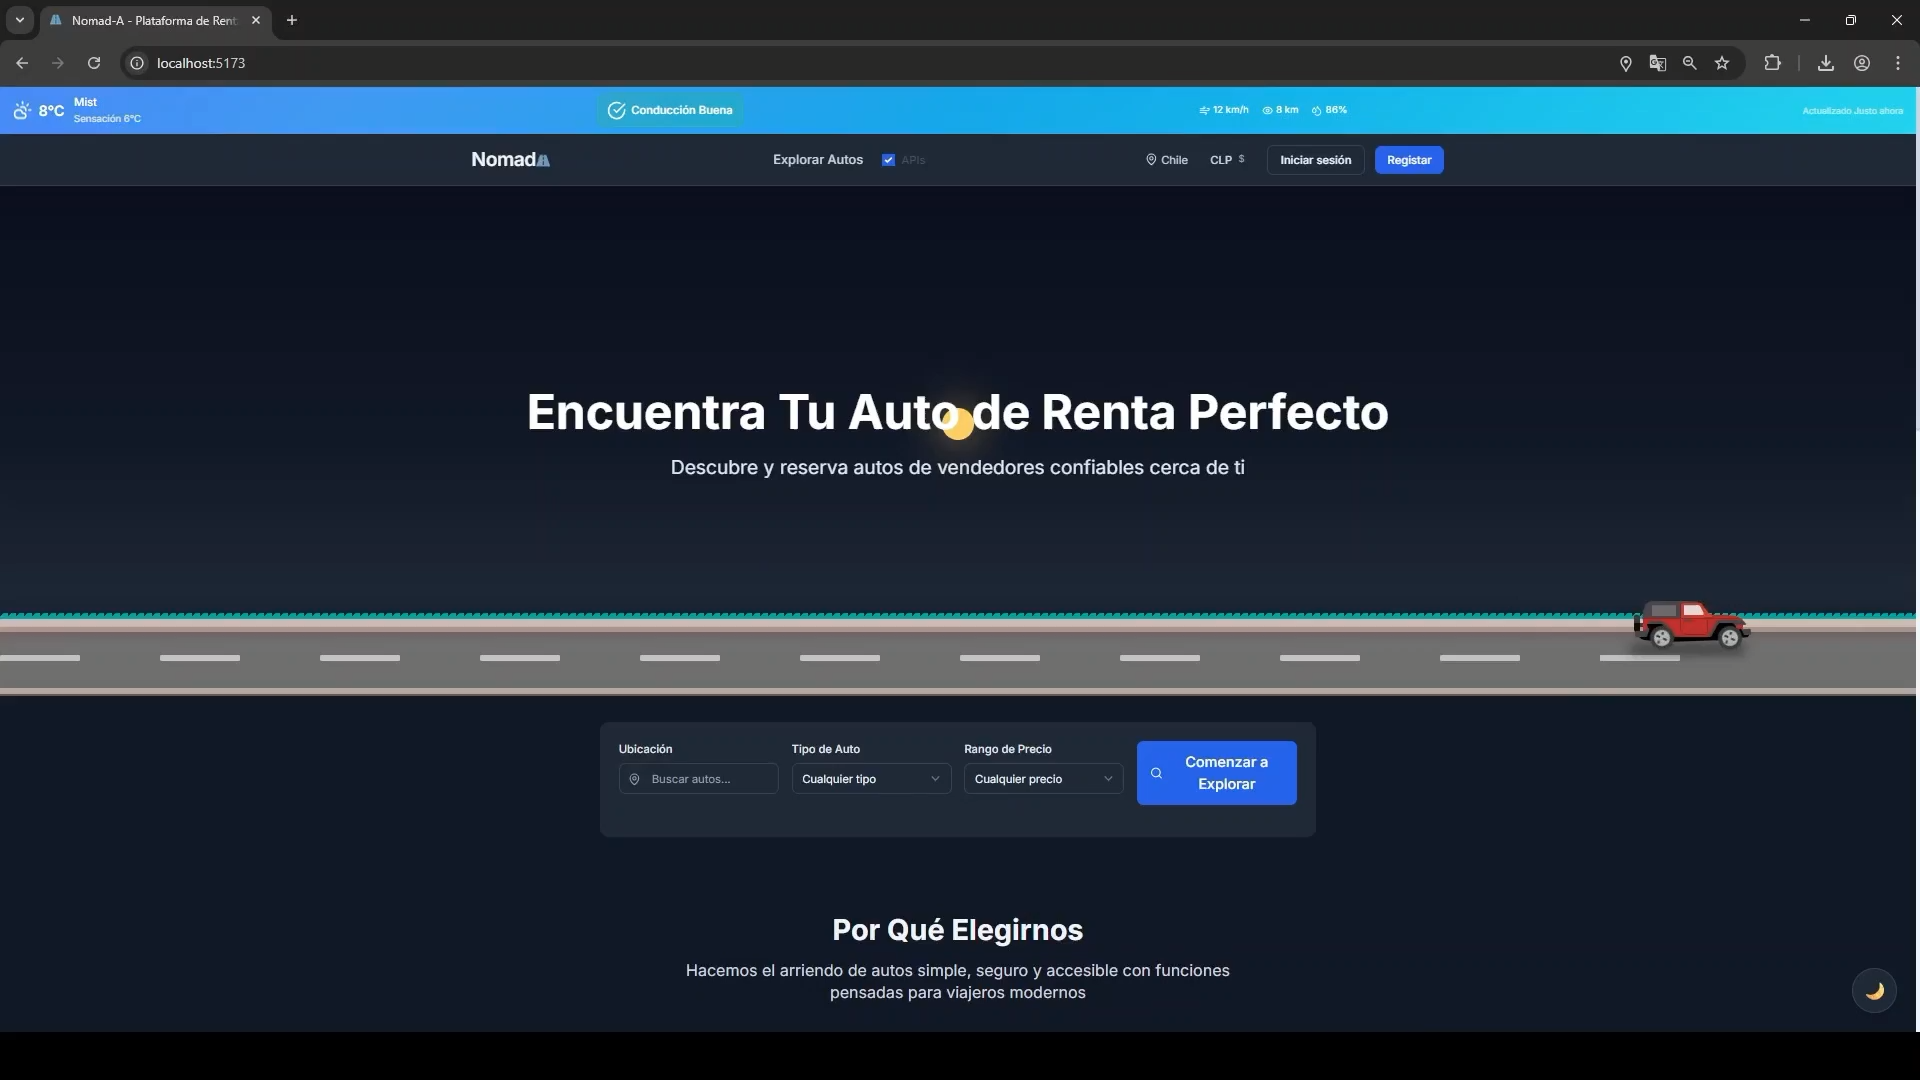 Nomad-A - Plataforma de Rent
localhost:5173
8°C
Mist
Sensación 6°C
Conducción Buena
12 km/h
8 km
86%
Actualizado Justo ahora
Nomad
Explorar Autos
APIs
Chile
CLP $
Iniciar sesión
Registar
Encuentra Tu Auto de Renta Perfecto
Descubre y reserva autos de vendedores confiables cerca de ti
Ubicación
Tipo de Auto
Rango de Precio
Buscar autos...
Cualquier tipo
Cualquier precio
Comenzar a
Explorar
Por Qué Elegirnos
Hacemos el arriendo de autos simple, seguro y accesible con funciones
pensadas para viajeros modernos